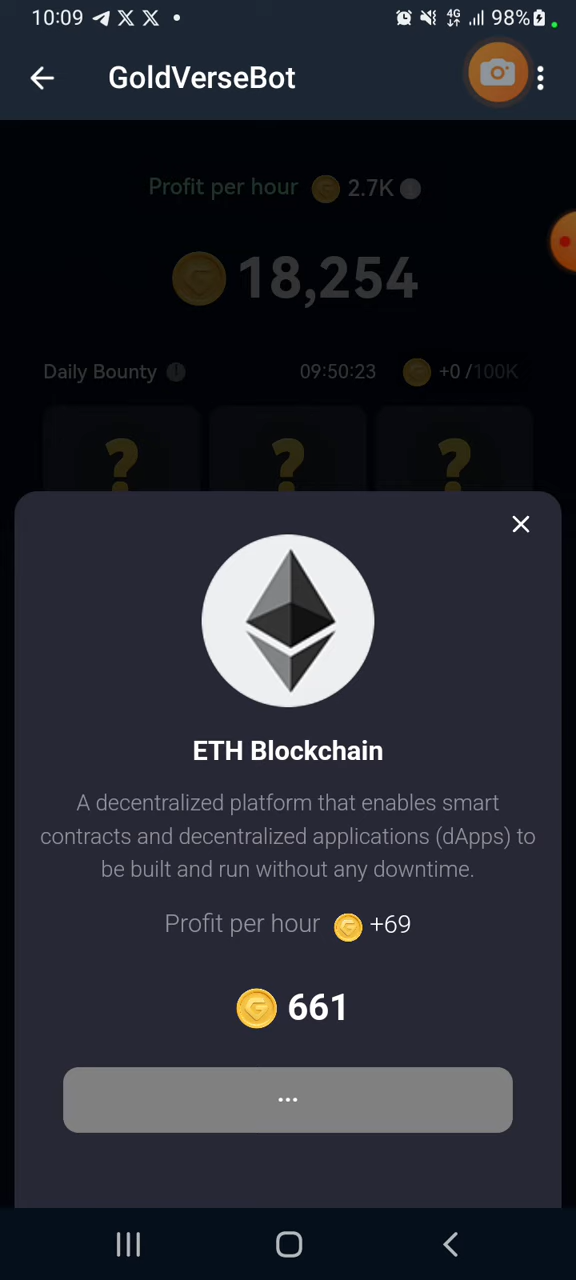 10:09 4G 98%
GoldVerseBot
Profit per hour 2.7K
18,254
Daily Bounty 09:50:23 +0 /100K
? ? ?
ETH Blockchain
A decentralized platform that enables smart
contracts and decentralized applications (dApps) to
be built and run without any downtime.
Profit per hour +69
661
...